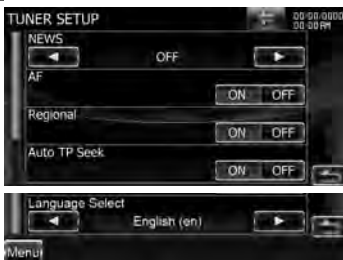 TUNER SETUP
00/00/0000
00:00 PM
NEWS
OFF
AF
ON OFF
Regional
ON OFF
Auto TP Seek
ON OFF
Language Select
English (en)
Menu